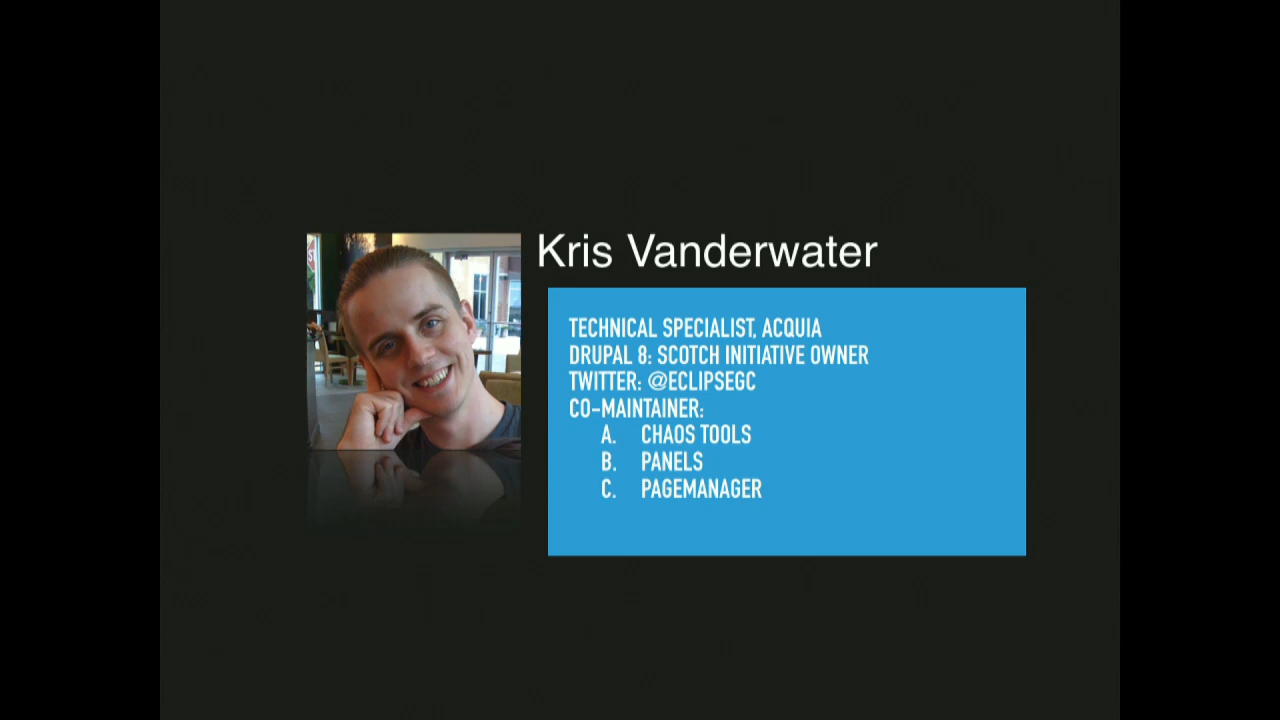 Kris Vanderwater
TECHNICAL SPECIALIST, ACQUIA
DRUPAL 8: SCOTCH INITIATIVE OWNER
TWITTER: @ECLIPSEGC
CO-MAINTAINER:
A. CHAOS TOOLS
B. PANELS
C. PAGEMANAGER